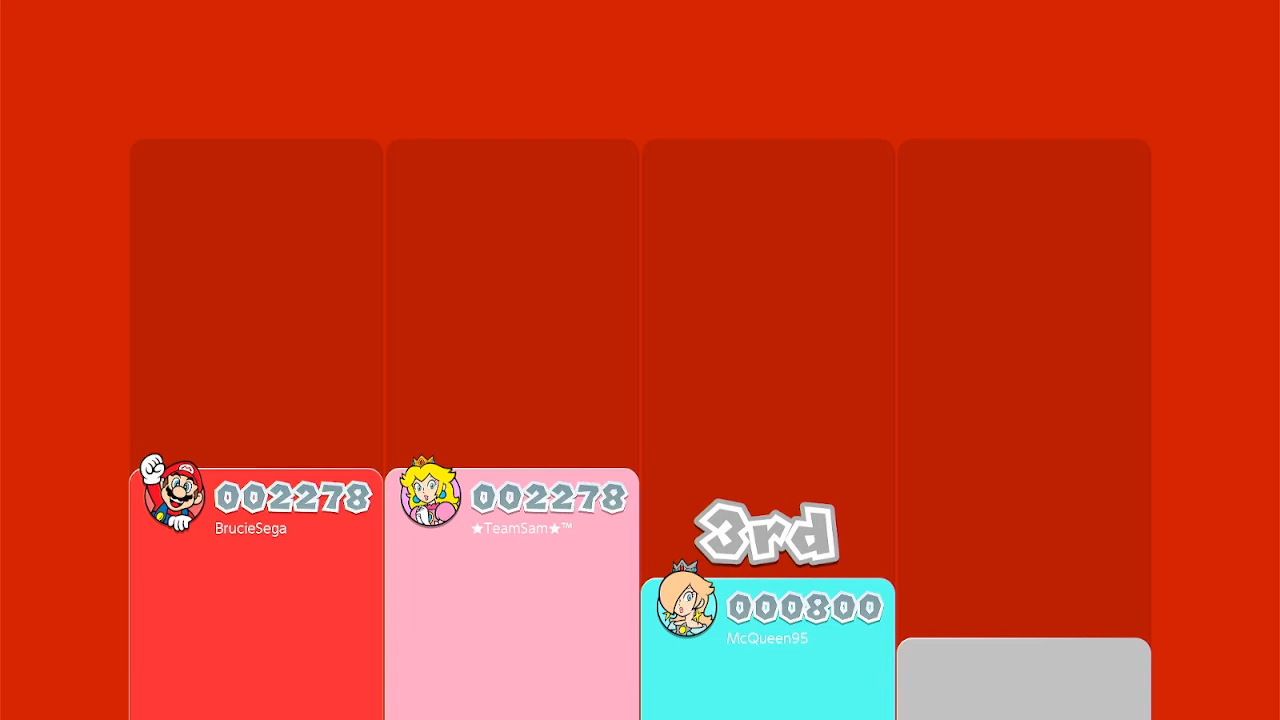 002278
BrucieSega
002278
★TeamSam★™
3rd
000800
McQueen95